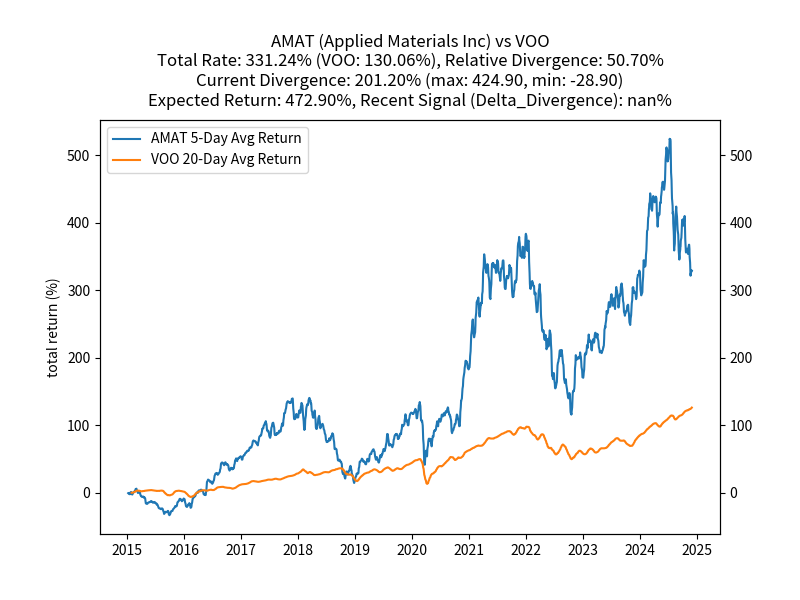 AMAT (Applied Materials Inc) vs VOO
Total Rate: 331.24% (VOO: 130.06%), Relative Divergence: 50.70%
Current Divergence: 201.20% (max: 424.90, min: -28.90)
Expected Return: 472.90%, Recent Signal (Delta_Divergence): nan%
AMAT 5-Day Avg Return
VOO 20-Day Avg Return
total return (%)
500
400
300
200
100
0
500
400
300
200
100
0
2015 2016 2017 2018 2019 2020 2021 2022 2023 2024 2025